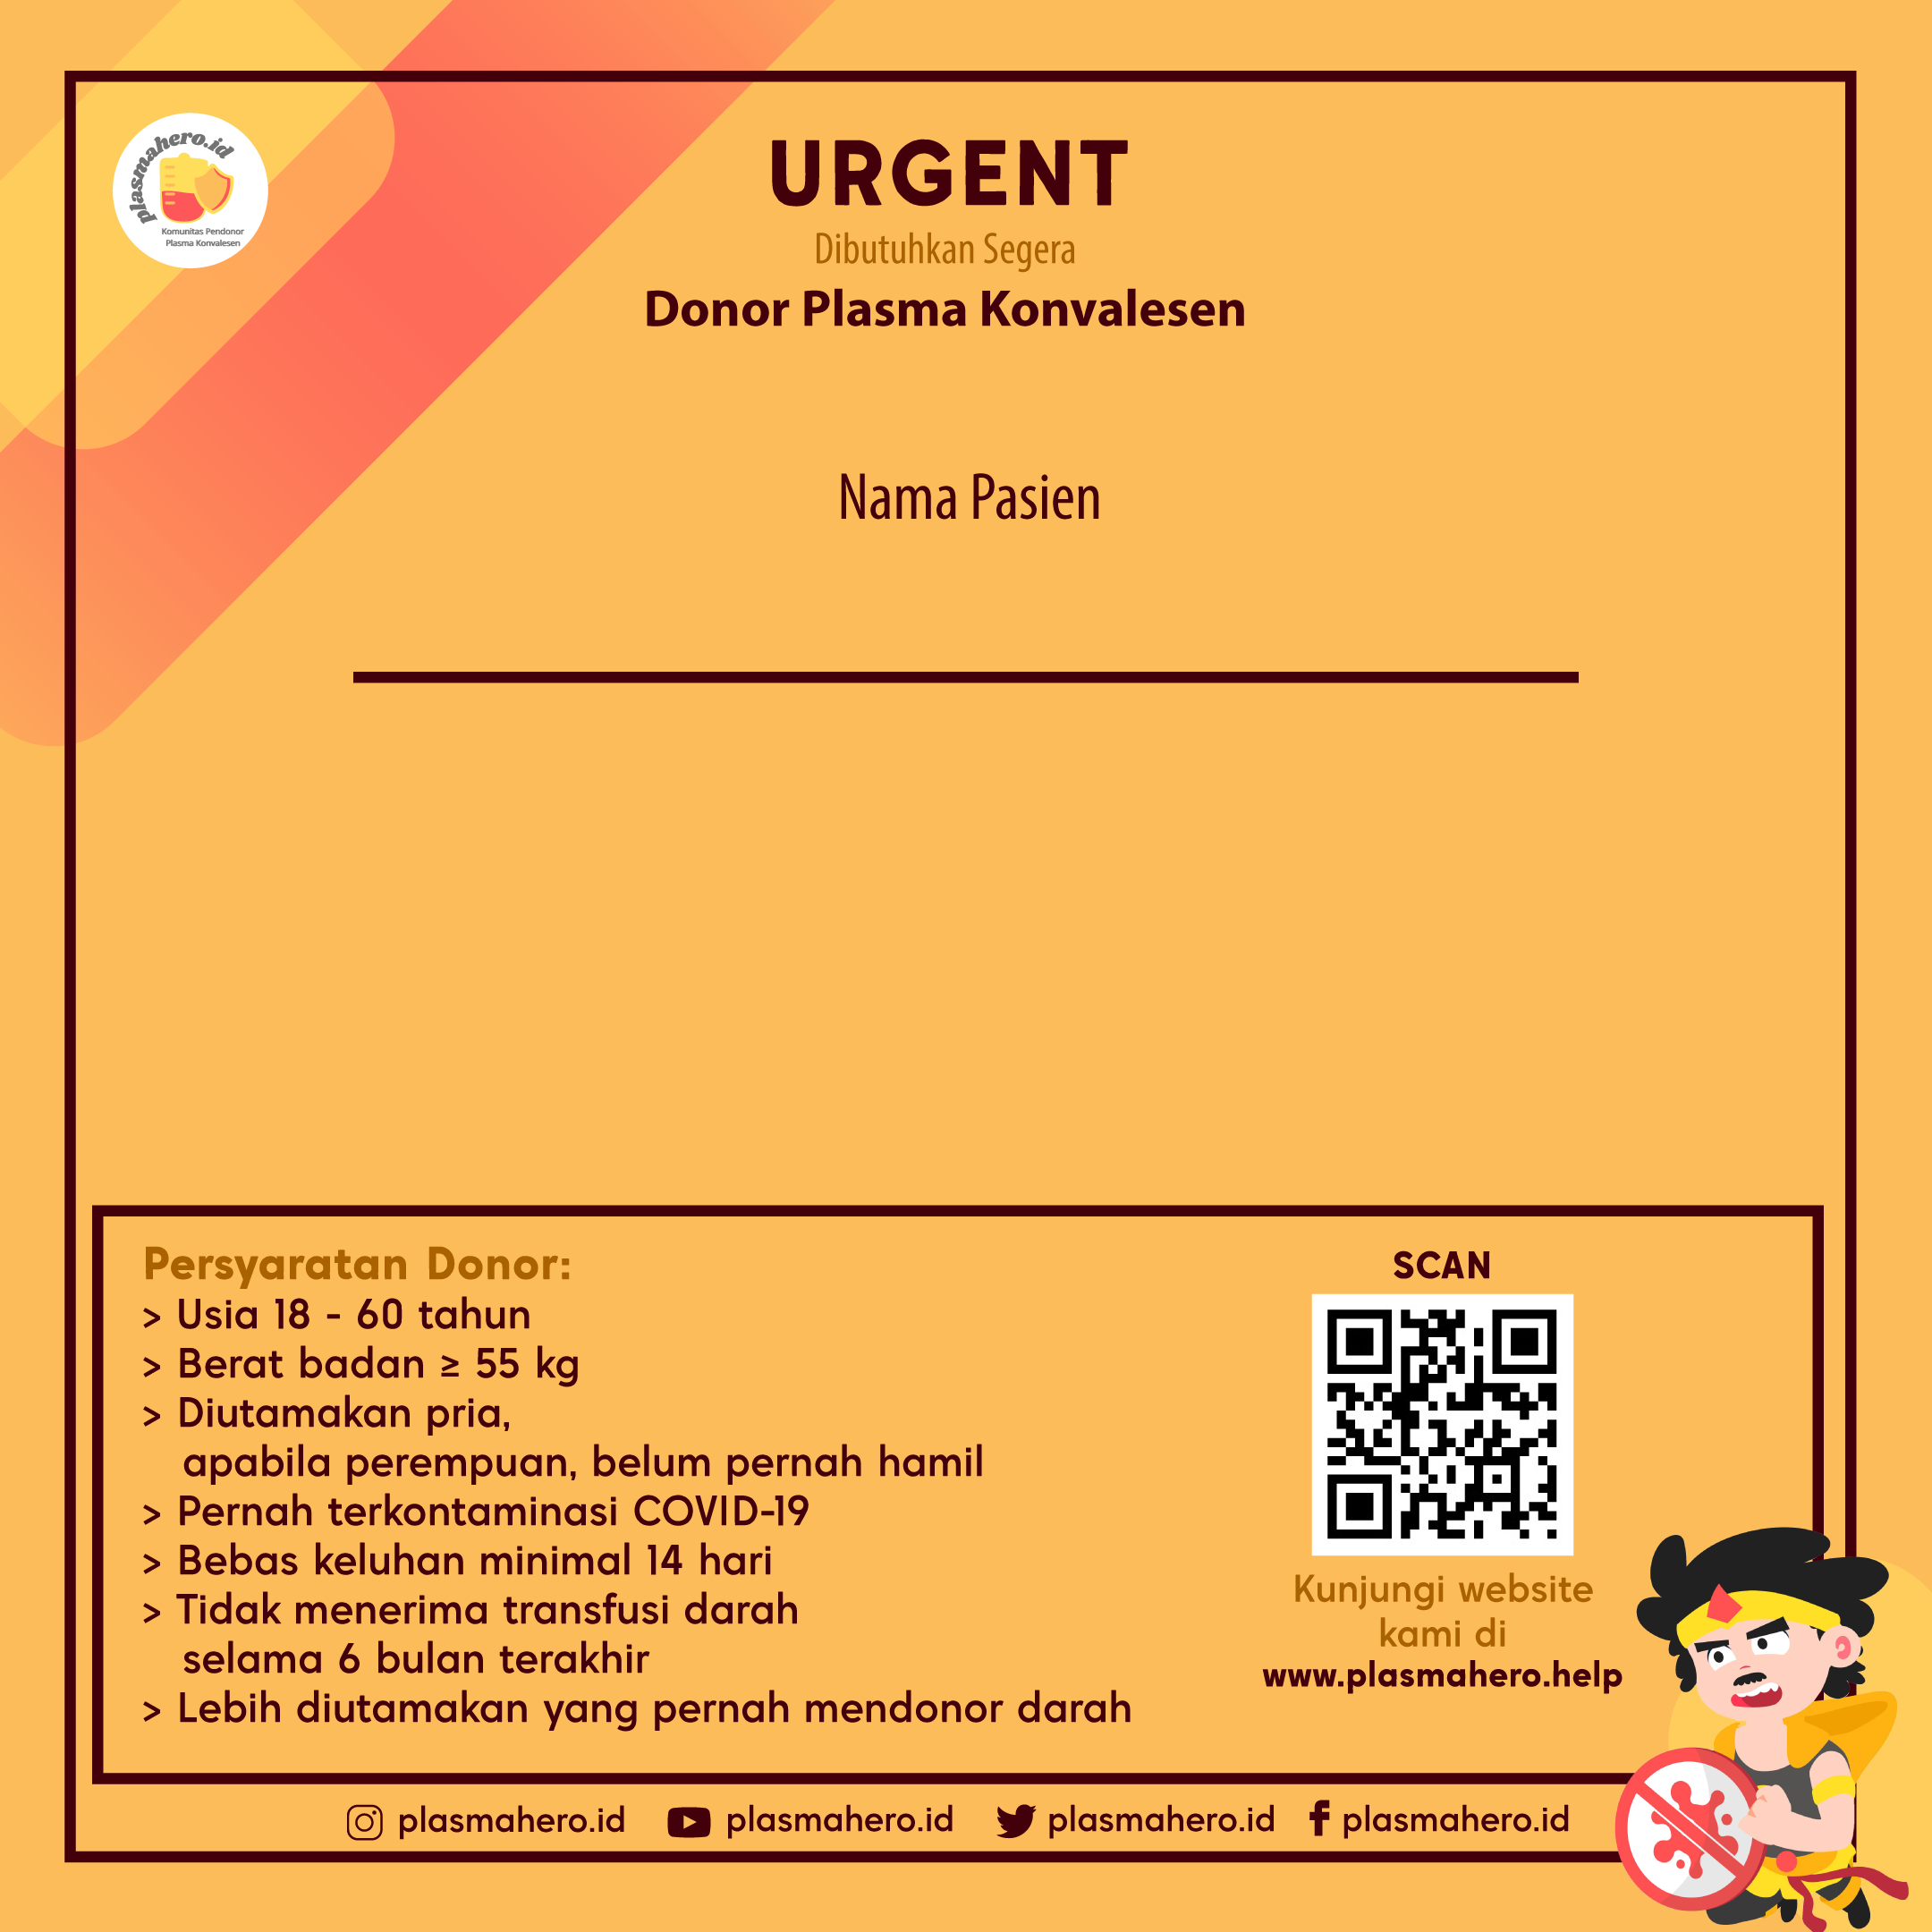 plasmahero.id
Komunitas Pendonor
Plasma Konvalesen
URGENT
Dibutuhkan Segera
Donor Plasma Konvalesen
Nama Pasien
Persyaratan Donor:
> Usia 18 - 60 tahun
> Berat badan ≥ 55 kg
> Diutamakan pria,
apabila perempuan, belum pernah hamil
> Pernah terkontaminasi COVID-19
> Bebas keluhan minimal 14 hari
> Tidak menerima transfusi darah
selama 6 bulan terakhir
> Lebih diutamakan yang pernah mendonor darah
SCAN
Kunjungi website
kami di
www.plasmahero.help
plasmahero.id plasmahero.id plasmahero.id plasmahero.id